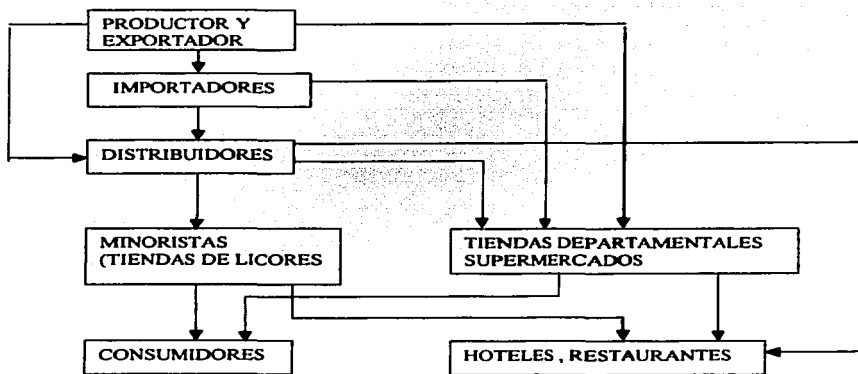 PRODUCTOR Y
EXPORTADOR
IMPORTADORES
DISTRIBUIDORES
MINORISTAS
(TIENDAS DE LICORES
TIENDAS DEPARTAMENTALES
SUPERMERCADOS
CONSUMIDORES
HOTELES , RESTAURANTES